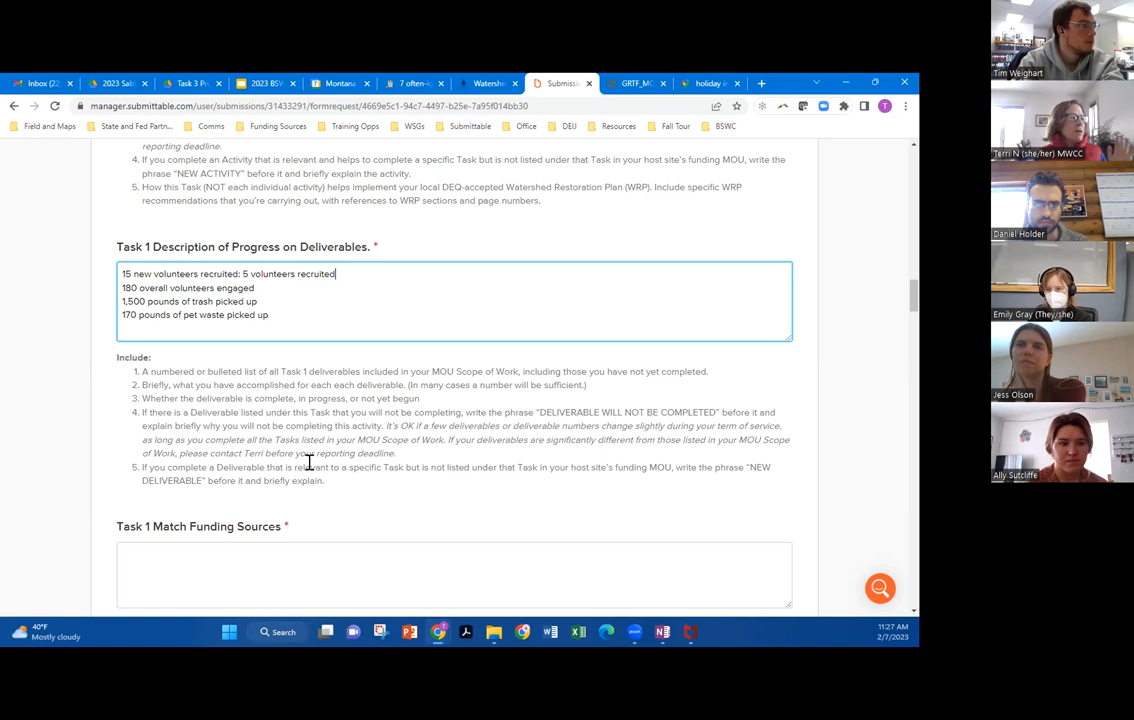 Inbox (22
2023 Sab
Task 3 Pr
2023 BSW
Montana
7 often-ig
Watershe
Submissi
GRTF_MO
holiday in
manager.submittable.com/user/submissions/31433291/formrequest/4669e5c1-94c7-4497-b25e-7a95f014bb30
Field and Maps
State and Fed Partn...
Comms
Funding Sources
Training Opps
WSGs
Submittable
Office
DEU
Resources
Fall Tour
BSWC
reporting deadline.
4. If you complete an Activity that is relevant and helps to complete a specific Task but is not listed under that Task in your host site's funding MOU, write the
phrase “NEW ACTIVITY” before it and briefly explain the activity.
5. How this Task (NOT each individual activity) helps implement your local DEQ-accepted Watershed Restoration Plan (WRP). Include specific WRP
recommendations that you’re carrying out, with references to WRP sections and page numbers.
Task 1 Description of Progress on Deliverables. *
15 new volunteers recruited: 5 volunteers recruited
180 overall volunteers engaged
1,500 pounds of trash picked up
170 pounds of pet waste picked up
Include:
1. A numbered or bulleted list of all Task 1 deliverables included in your MOU Scope of Work, including those you have not yet completed.
2. Briefly, what you have accomplished for each each deliverable. (In many cases a number will be sufficient.)
3. Whether the deliverable is complete, in progress, or not yet begun
4. If there is a Deliverable listed under this Task that you will not be completing, write the phrase “DELIVERABLE WILL NOT BE COMPLETED” before it and
explain briefly why you will not be completing this activity. It’s OK if a few deliverables or deliverable numbers change slightly during your term of service,
as long as you complete all the Tasks listed in your MOU Scope of Work. If your deliverables are significantly different from those listed in your MOU Scope
of Work, please contact Terri before your reporting deadline.
5. If you complete a Deliverable that is relevant to a specific Task but is not listed under that Task in your host site’s funding MOU, write the phrase “NEW
DELIVERABLE” before it and briefly explain.
Task 1 Match Funding Sources *
40°F
Mostly cloudy
Search
11:27 AM
2/7/2023
Tim Weighart
Terri N (she/her) MWCC
Daniel Holder
Emily Gray (They/she)
Jess Olson
Ally Sutcliffe